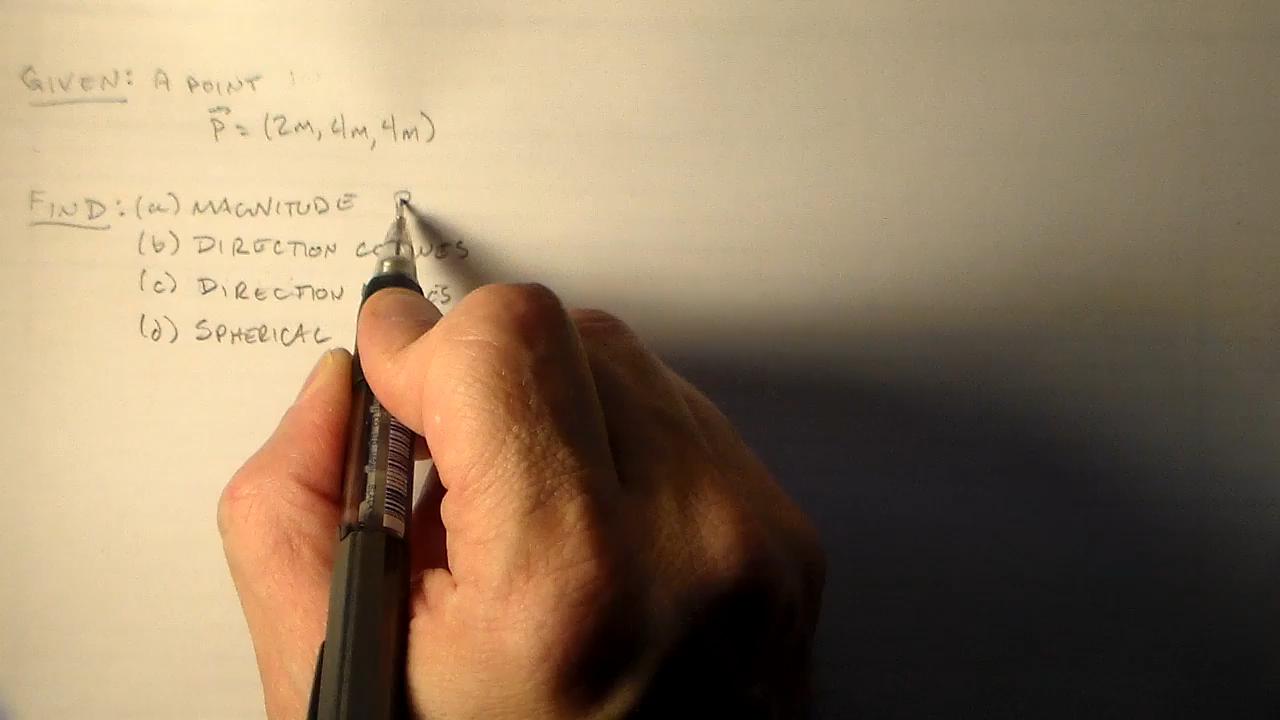 GIVEN: A POINT
P = (2M, 4M, 4M)
FIND: (a) MAGNITUDE
(b) DIRECTION
(c) DIRECTION
(d) SPHERICAL